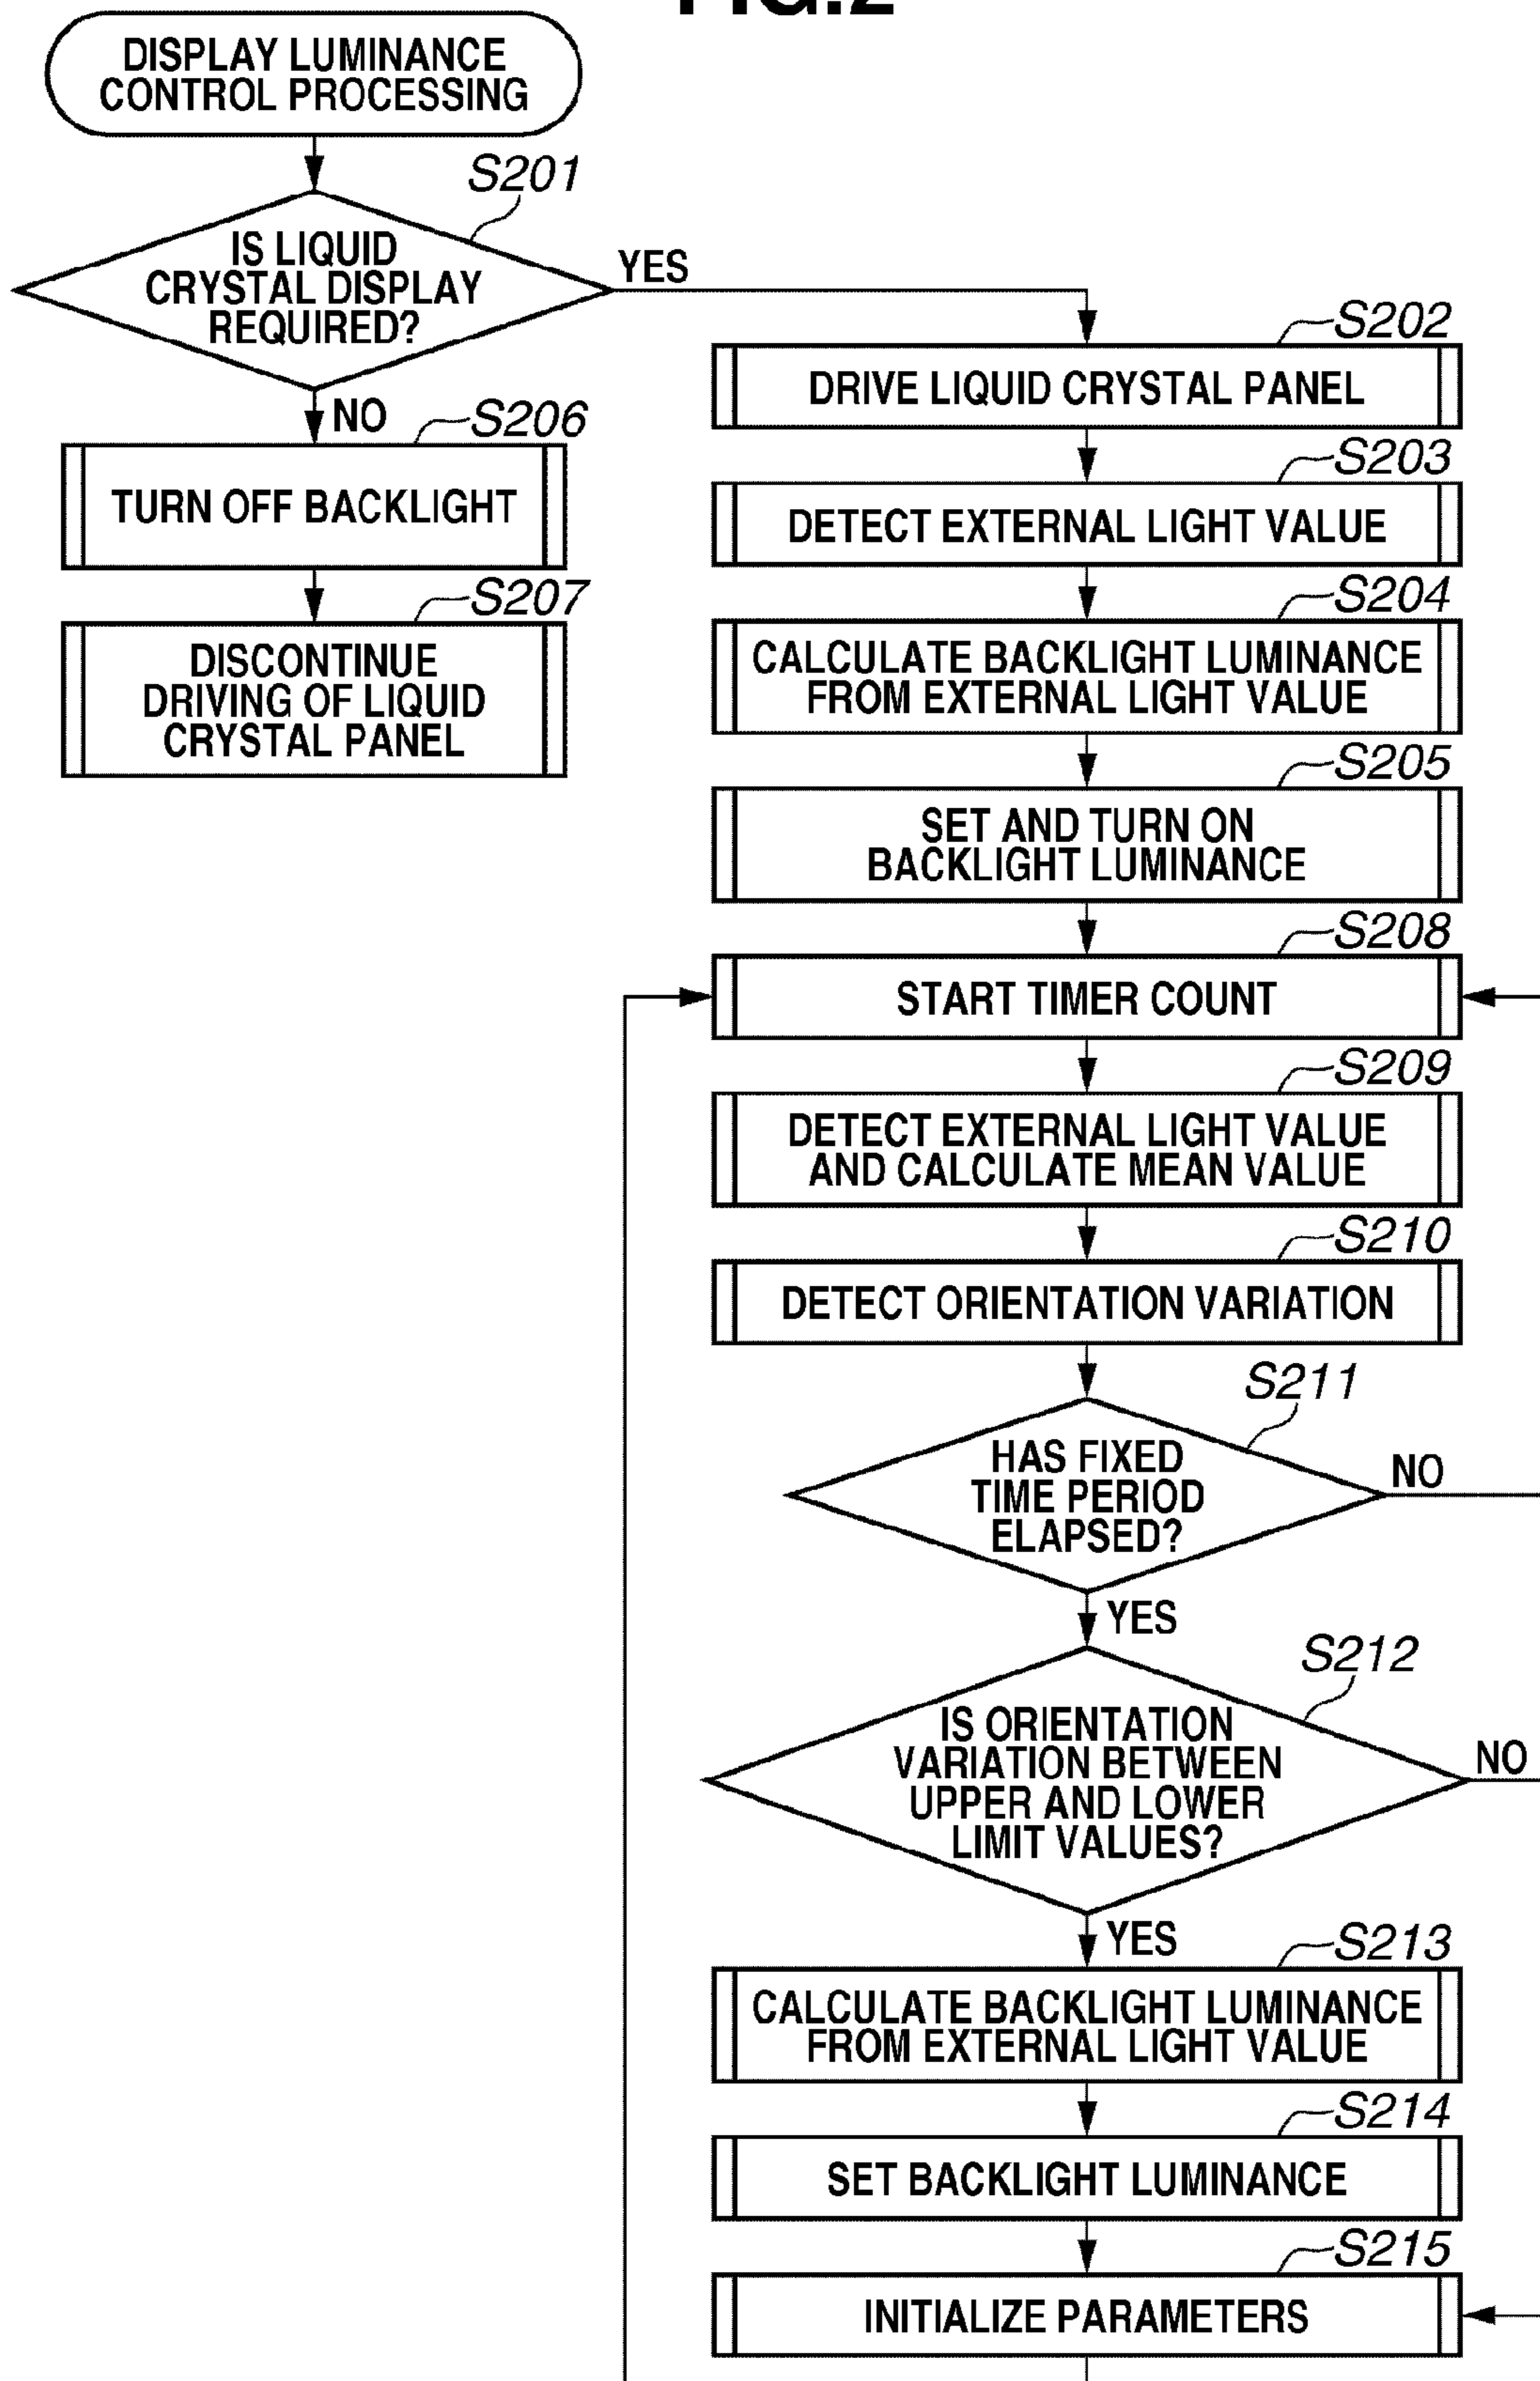 FIG.2
DISPLAY LUMINANCE
CONTROL PROCESSING
S201
IS LIQUID
CRYSTAL DISPLAY
REQUIRED?
YES
NO
S206
TURN OFF BACKLIGHT
S207
DISCONTINUE
DRIVING OF LIQUID
CRYSTAL PANEL
S202
DRIVE LIQUID CRYSTAL PANEL
S203
DETECT EXTERNAL LIGHT VALUE
S204
CALCULATE BACKLIGHT LUMINANCE
FROM EXTERNAL LIGHT VALUE
S205
SET AND TURN ON
BACKLIGHT LUMINANCE
S208
START TIMER COUNT
S209
DETECT EXTERNAL LIGHT VALUE
AND CALCULATE MEAN VALUE
S210
DETECT ORIENTATION VARIATION
S211
HAS FIXED
TIME PERIOD
ELAPSED?
NO
YES
S212
IS ORIENTATION
VARIATION BETWEEN
UPPER AND LOWER
LIMIT VALUES?
NO
YES
S213
CALCULATE BACKLIGHT LUMINANCE
FROM EXTERNAL LIGHT VALUE
S214
SET BACKLIGHT LUMINANCE
S215
INITIALIZE PARAMETERS